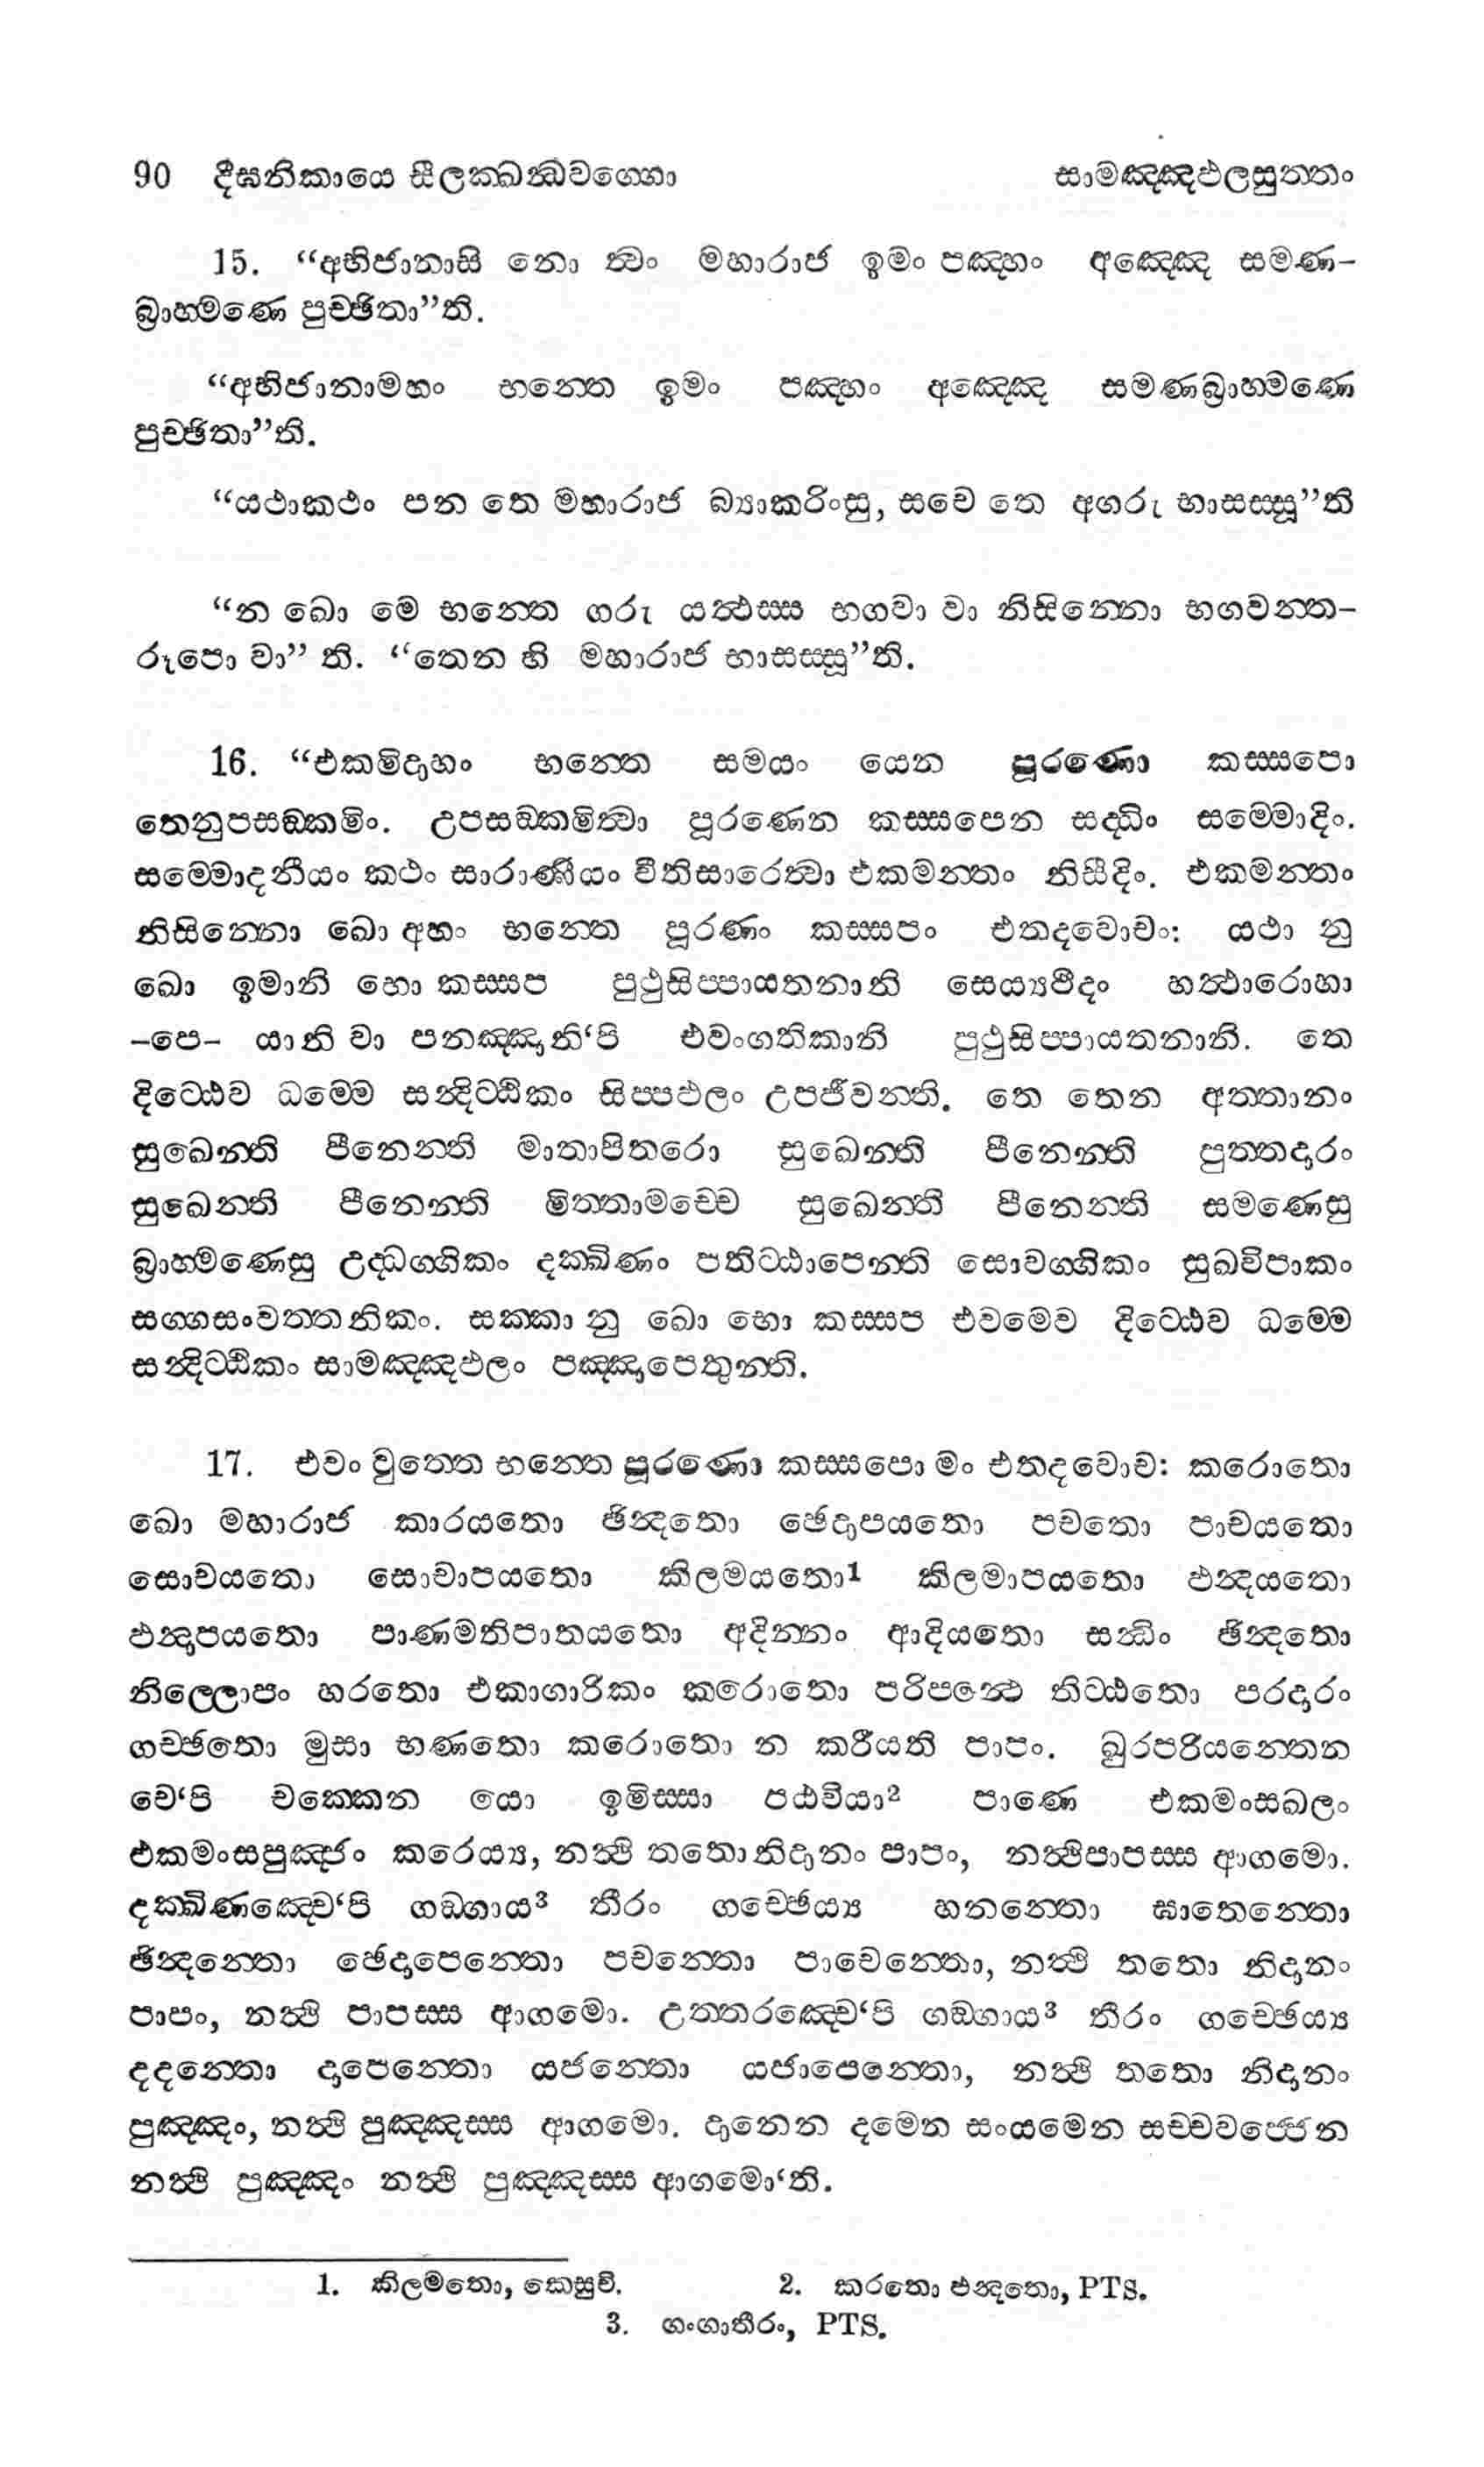 90 දීඝනිකායෙ සීලක්ඛන්ධවග්ගො සාමඤ්ඤඵලසුත්තං
15. “අභිජානාසි නො ත්වං මහාරාජ ඉමං පඤ්හං අඤ්ඤෙ සමණ–
බ්‍රාහ්මණෙ පුච්ඡිතා”ති.
“අභිජානාමහං භන්තෙ ඉමං පඤ්හං අඤ්ඤෙ සමණබ්‍රාහ්මණෙ
පුච්ඡිතා”ති.
“යථාකථං පන තෙ මහාරාජ බ්‍යාකරිංසු, සචෙ තෙ අගරු භාසස්සූ”ති
“න ඛො මෙ භන්තෙ ගරු යත්ථස්ස භගවා වා නිසින්නො භගවන්ත–
රූපො වා” ති. “තෙන හි මහාරාජ භාසස්සූ”ති.
16. “එකමිදාහං භන්තෙ සමයං යෙන පූරණො කස්සපො
තෙනුපසඞ්කමිං. උපසඞ්කමිත්වා පූරණෙන කස්සපෙන සද්ධිං සම්මොදිං.
සම්මොදනීයං කථං සාරාණීයං වීතිසාරෙත්වා එකමන්තං නිසීදිං. එකමන්තං
නිසින්නො ඛො අහං භන්තෙ පූරණං කස්සපං එතදවොචං: යථා නු
ඛො ඉමානි හො කස්සප පුථුසිප්පායතනානි සෙය්‍යථීදං හත්ථාරොහා
–පෙ– යානි වා පනඤ්ඤානි‘පි එවංගතිකානි පුථුසිප්පායතනානි. තෙ
දිට්ඨෙව ධම්මෙ සන්දිට්ඨිකං සිප්පඵලං උපජීවන්ති. තෙ තෙන අත්තානං
සුඛෙන්ති පීනෙන්ති මාතාපිතරො සුඛෙන්ති පීනෙන්ති පුත්තදාරං
සුඛෙන්ති පීනෙන්ති මිත්තාමච්චෙ සුඛෙන්ති පීනෙන්ති සමණෙසු
බ්‍රාහ්මණෙසු උද්ධග්ගිකං දක්ඛිණං පතිට්ඨාපෙන්ති සොවග්ගිකං සුඛවිපාකං
සග්ගසංවත්තනිකං. සක්කා නු ඛො භො කස්සප එවමෙව දිට්ඨෙව ධම්මෙ
සන්දිට්ඨිකං සාමඤ්ඤඵලං පඤ්ඤාපෙතුන්ති.
17. එවං වුත්තෙ භන්තෙ පූරණො කස්සපො මං එතදවොච: කරොතො
ඛො මහාරාජ කාරයතො ඡින්දතො ඡෙදාපයතො පචතො පාචයතො
සොචයතො සොචාපයතො කිලමයතො1 කිලමාපයතො ඵන්දයතො
ඵන්දාපයතො පාණමතිපාතයතො අදින්නං ආදියතො සන්ධිං ඡින්දතො
නිල්ලොපං හරතො එකාගාරිකං කරොතො පරිපන්ථෙ තිට්ඨතො පරදාරං
ගච්ඡතො මුසා භණතො කරොතො න කරීයති පාපං. ඛුරපරියන්තෙන
චෙ‘පි චක්කෙන යො ඉමිස්සා පඨවියා2 පාණෙ එකමංසඛලං
එකමංසපුඤ්ජං කරෙය්‍ය, නත්ථි තතොනිදානං පාපං, නත්ථිපාපස්ස ආගමො.
දක්ඛිණඤ්චෙ‘පි ගඞ්ගාය3 තීරං ගච්ඡෙය්‍ය හනන්තො ඝාතෙන්තො
ඡින්දන්තො ඡෙදාපෙන්තො පචන්තො පාචෙන්තො, නත්ථි තතො නිදානං
පාපං, නත්ථි පාපස්ස ආගමො. උත්තරඤ්චෙ‘පි ගඞ්ගාය3 තීරං ගච්ඡෙය්‍ය
දදන්තො දාපෙන්තො යජන්තො යජාපෙන්තො, නත්ථි තතො නිදානං
පුඤ්ඤං, නත්ථි පුඤ්ඤස්ස ආගමො. දානෙන දමෙන සංයමෙන සච්චවජ්ජෙන
නත්ථි පුඤ්ඤං නත්ථි පුඤ්ඤස්ස ආගමො‘ති.
1. කිලමතො, කෙසුචි. 2. කරතො ඵන්දතො, PTS.
3. ගංගාතීරං, PTS.